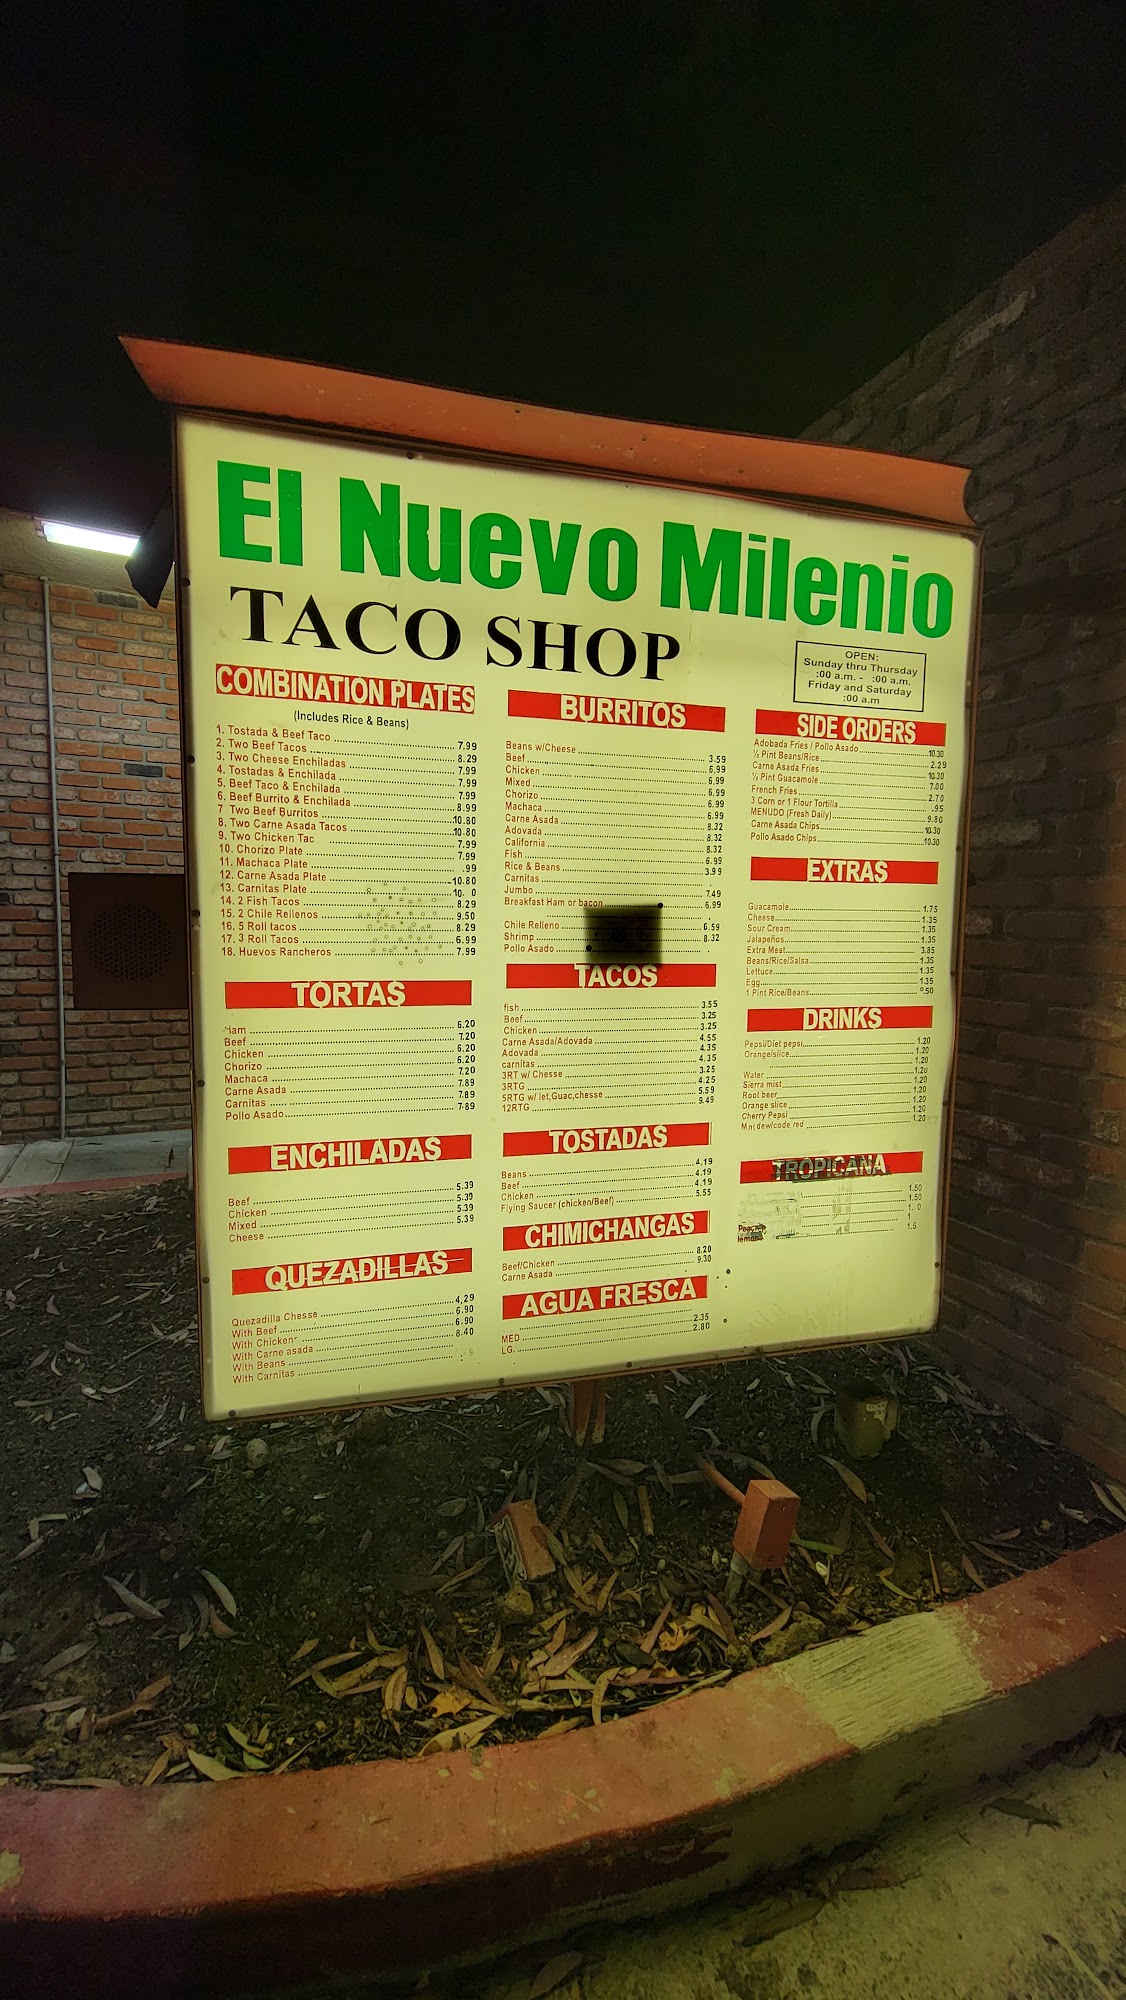 El Nuevo Milenio
TACO SHOP
OPEN:
Sunday thru Thursday
:00 a.m. - :00 a.m.
Friday and Saturday
:00 a.m
COMBINATION PLATES
(Includes Rice & Beans)
1. Tostada & Beef Taco 7.99
2. Two Beef Tacos 8.29
3. Two Cheese Enchiladas 7.99
4. Tostadas & Enchilada 7.99
5. Beef Taco & Enchilada 7.99
6. Beef Burrito & Enchilada 8.99
7 Two Beef Burritos 10.80
8. Two Carne Asada Tacos 10.80
9. Two Chicken Tac 7.99
10. Chorizo Plate 7.99
11. Machaca Plate .99
12. Carne Asada Plate 10.80
13. Carnitas Plate 10. 0
14. 2 Fish Tacos 8.29
15. 2 Chile Rellenos 9.50
16. 5 Roll tacos 8.29
17. 3 Roll Tacos 6.99
18. Huevos Rancheros 7.99
TORTAS
Ham 6.20
Beef 7.20
Chicken 6.20
Chorizo 6.20
Machaca 7.20
Carne Asada 7.89
Carnitas 7.89
Pollo Asado 7.89
ENCHILADAS
Beef 5.39
Chicken 5.39
Mixed 5.39
Cheese 5.39
QUEZADILLAS
Quezadilla Chesse 4.29
With Beef 6.90
With Chicken 6.90
With Carne asada 8.40
With Beans
With Carnitas
BURRITOS
Beans w/Cheese 3.59
Beef 6.99
Chicken 6.99
Mixed 6.99
Chorizo 6.99
Machaca 6.99
Carne Asada 8.32
Adovada 8.32
California 8.32
Fish 6.99
Rice & Beans 3.99
Carnitas
Jumbo 7.49
Breakfast Ham or bacon 6.99
Chile Relleno 6.59
Shrimp 8.32
Pollo Asado
TACOS
fish 3.55
Beef 3.25
Chicken 3.25
Carne Asada/Adovada 4.55
Adovada 4.35
carnitas 4.35
3RT w/ Chesse 3.25
3RTG 4.25
5RTG w/ let,Guac,chesse 5.59
12RTG 9.49
TOSTADAS
Beans 4.19
Beef 4.19
Chicken 4.19
Flying Saucer (chicken/Beef) 5.55
CHIMICHANGAS
Beef/Chicken 8.20
Carne Asada 9.30
AGUA FRESCA
MED 2.35
LG. 2.80
SIDE ORDERS
Adobada Fries / Pollo Asado 10.30
½ Pint Beans/Rice 2.29
Carne Asada Fries 10.30
½ Pint Guacamole 7.00
French Fries 2.70
3 Corn or 1 Flour Tortilla .95
MENUDO (Fresh Daily) 9.80
Carne Asada Chips 10.30
Pollo Asado Chips 10.30
EXTRAS
Guacamole 1.75
Cheese 1.35
Sour Cream 1.35
Jalapeños 1.35
Extra Meat 3.85
Beans/Rice/Salsa 1.35
Lettuce 1.35
Egg 1.35
1 Pint Rice/Beans .50
DRINKS
Pepsi/Diet pepsi 1.20
Orange/slice 1.20
1.20
Water 1.20
Sierra mist 1.20
Root beer 1.20
Orange slice 1.20
Cherry Pepsi 1.20
Mnt dew/code red 1.20
TROPICANA
1.50
1.50
1. 0
1.5